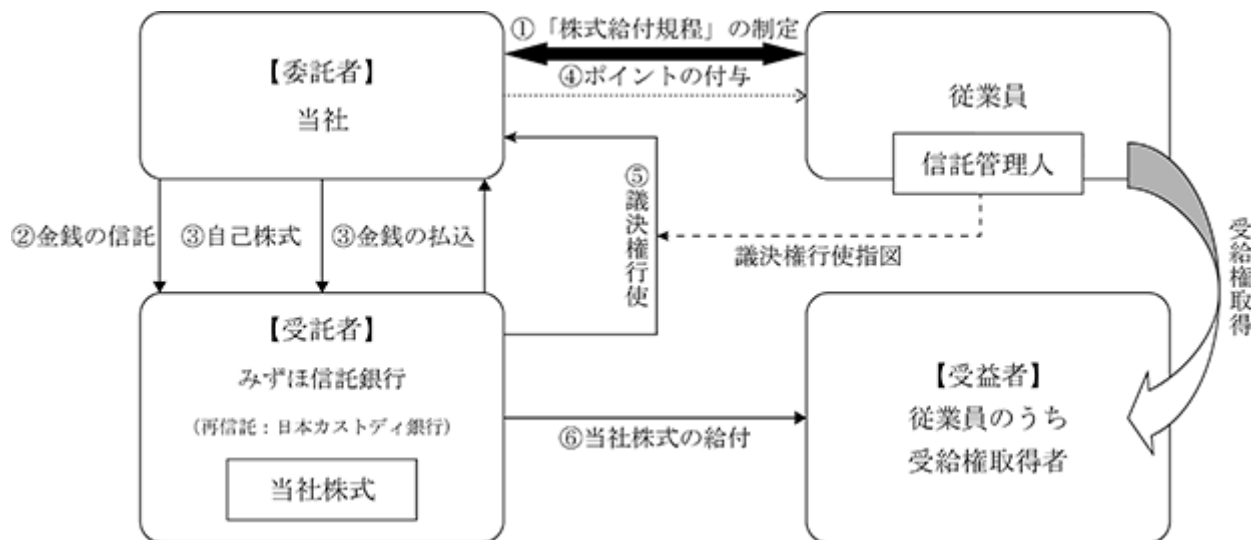 ①「株式給付規程」の制定
【委託者】
当社
④ポイントの付与
従業員
信託管理人
②金銭の信託
③自己株式
③金銭の払込
⑤議決権行使
議決権行使指図
受給権取得
【受託者】
みずほ信託銀行
（再信託：日本カストディ銀行）
当社株式
⑥当社株式の給付
【受益者】
従業員のうち
受給権取得者